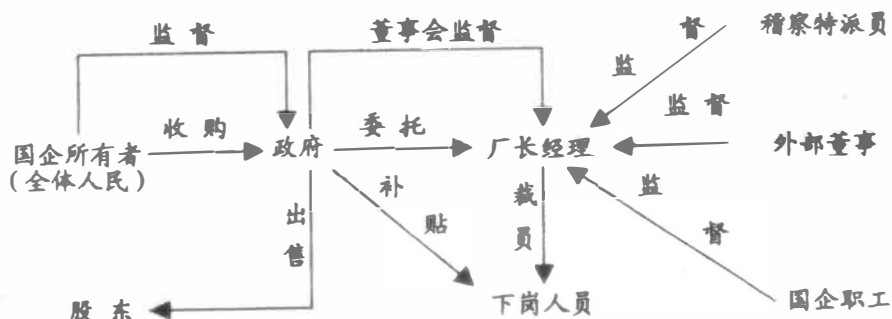 监督
董事会监督
督
稽察特派员
监
收购
委托
监督
国企所有者
(全体人民)
政府
厂长经理
外部董事
补
贴
裁
员
监
督
出
售
股东
下岗人员
国企职工